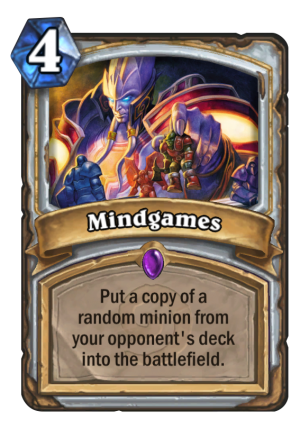 4
Mindgames
Put a copy of a
random minion from
your opponent's deck
into the battlefield.